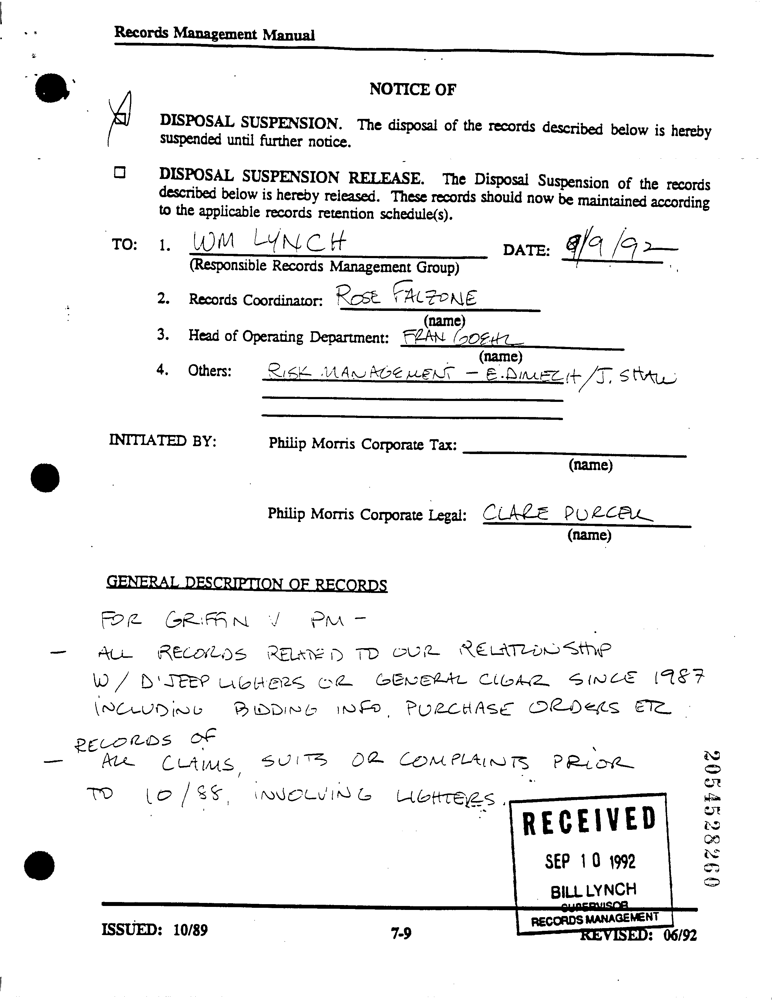 Records Management Manual
NOTICE OF
☒ DISPOSAL SUSPENSION. The disposal of the records described below is hereby
suspended until further notice.
☐ DISPOSAL SUSPENSION RELEASE. The Disposal Suspension of the records
described below is hereby released. These records should now be maintained according
to the applicable records retention schedule(s).
TO: 1. WM LYNCH DATE: 9/9/92
(Responsible Records Management Group)
2. Records Coordinator: ROSE FALZONE
(name)
3. Head of Operating Department: FRAN GOEHL
(name)
4. Others: RISK MANAGEMENT - E. DIMECH/J. SHAW
INITIATED BY: Philip Morris Corporate Tax:
(name)
Philip Morris Corporate Legal: CLARE PURCELL
(name)
GENERAL DESCRIPTION OF RECORDS
FOR GRIFFIN V PM -
- ALL RECORDS RELATED TO OUR RELATIONSHIP
W/ D'JEEP LIGHERS OR GENERAL CIGAR SINCE 1987
INCLUDING BIDDING INFO, PURCHASE ORDERS ETC
RECORDS OF
- ALL CLAIMS, SUITS OR COMPLAINTS PRIOR
TO 10/88, INVOLVING LIGHTERS.
RECEIVED
SEP 10 1992
BILL LYNCH
SUPERVISOR
RECORDS MANAGEMENT
2054528260
ISSUED: 10/89 7-9 REVISED: 06/92